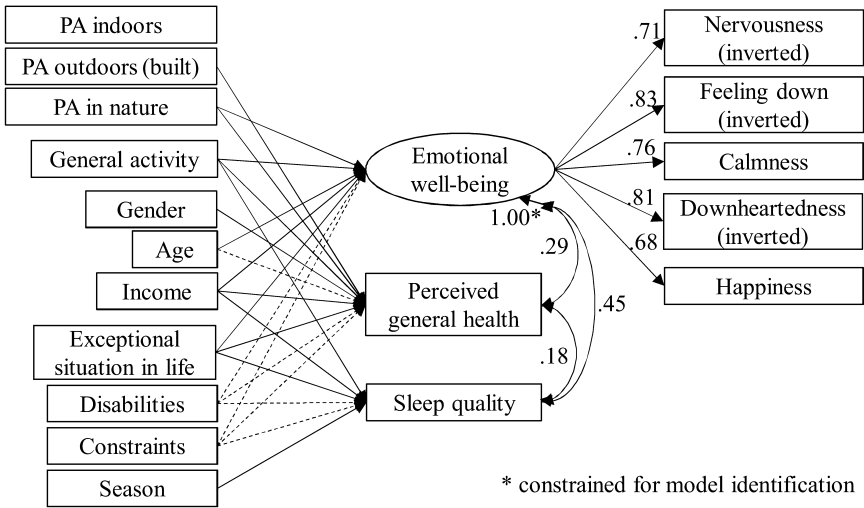 PA indoors
PA outdoors (built)
PA in nature
General activity
Gender
Age
Income
Exceptional
situation in life
Disabilities
Constraints
Season
Emotional
well-being
1.00*
Perceived
general health
Sleep quality
.29
.45
.18
.71
Nervousness
(inverted)
.83
Feeling down
(inverted)
.76
Calmness
.81
Downheartedness
(inverted)
.68
Happiness
* constrained for model identification